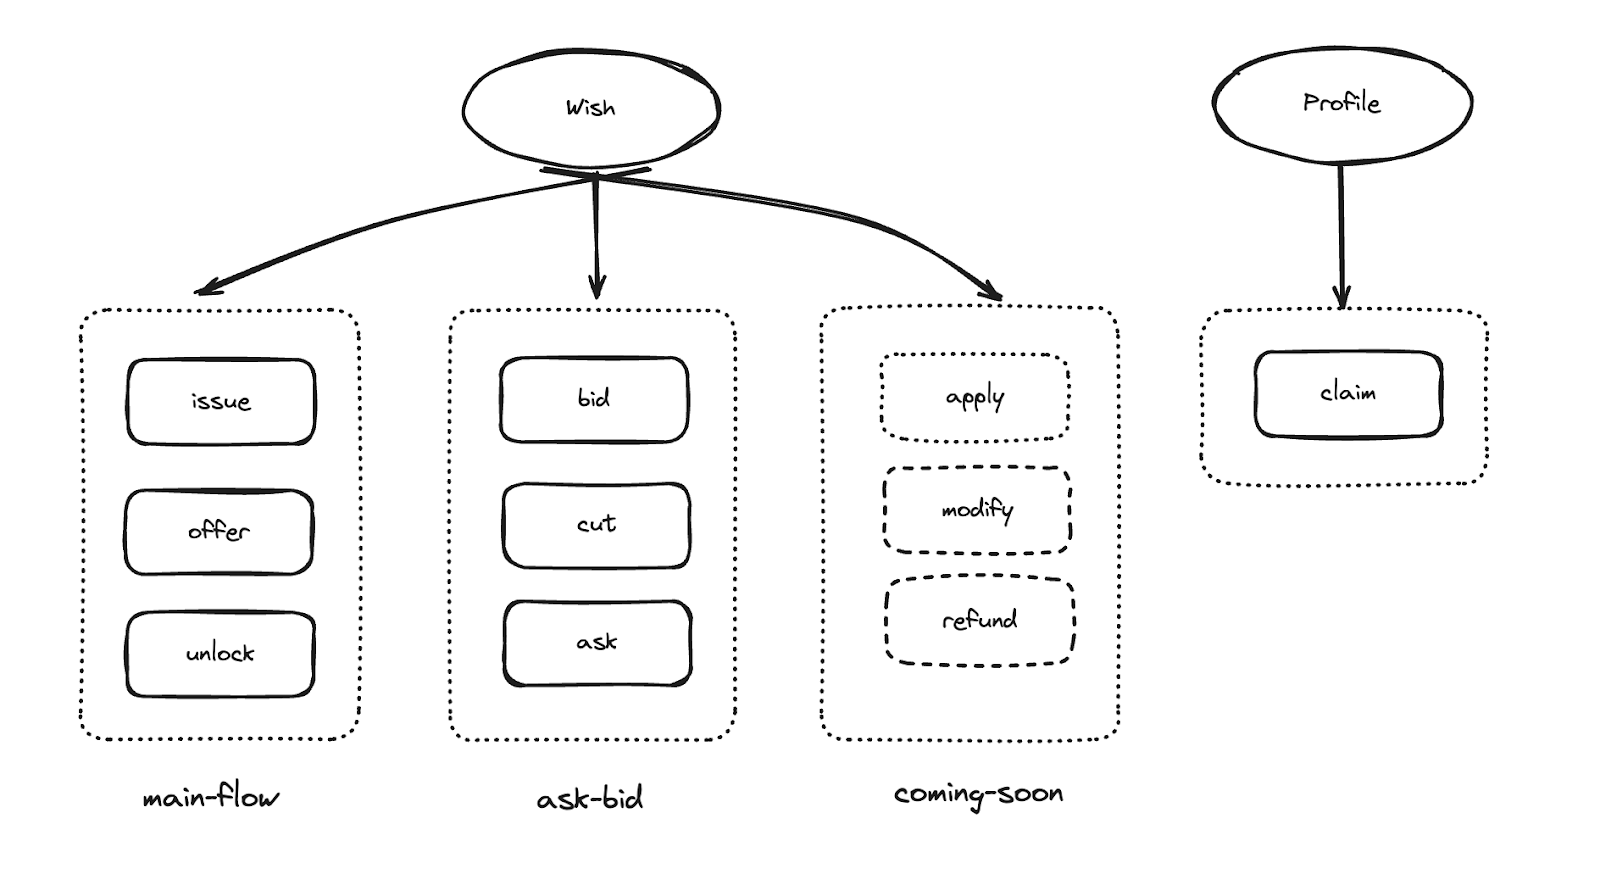 Wish
Profile
issue
offer
unlock
main-flow
bid
cut
ask
ask-bid
apply
modify
refund
coming-soon
claim